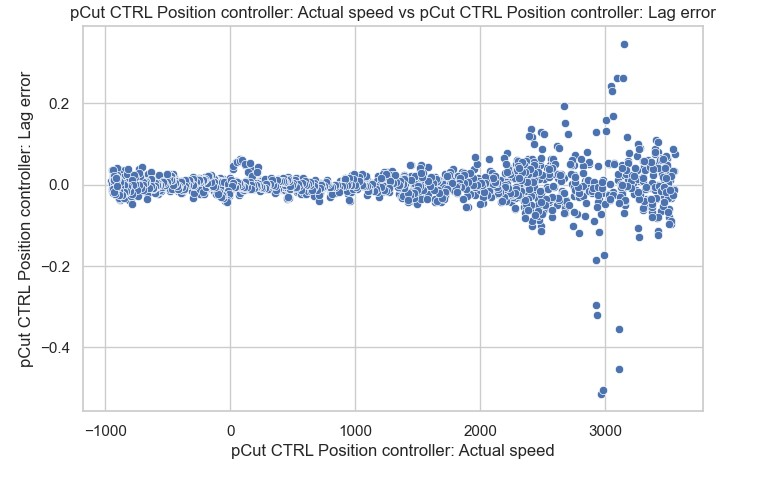 pCut CTRL Position controller: Actual speed vs pCut CTRL Position controller: Lag error
pCut CTRL Position controller: Lag error
0.2
0.0
−0.2
−0.4
−1000 0 1000 2000 3000
pCut CTRL Position controller: Actual speed